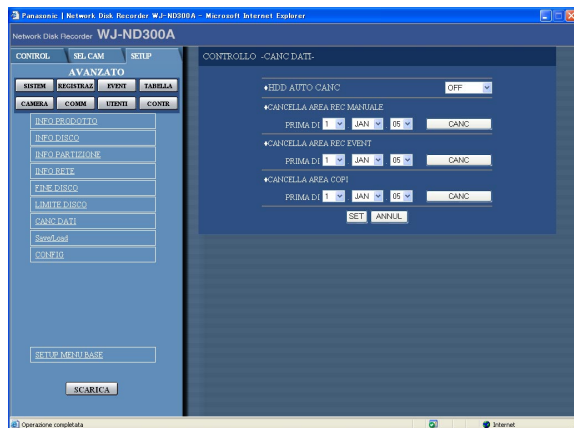 Panasonic | Network Disk Recorder WJ-ND300A - Microsoft Internet Explorer
Network Disk Recorder WJ-ND300A
CONTROL SEL CAM SETUP
AVANZATO
SISTEM REGISTRAZ EVENT TABELLA
CAMERA COMM UTENTI CONTR
INFO PRODOTTO
INFO DISCO
INFO PARTIZIONE
INFO RETE
FINE DISCO
LIMITE DISCO
CANC DATI
Save/Load
CONFIG
SETUP MENU BASE
SCARICA
CONTROLLO -CANC DATI-
♦HDD AUTO CANC OFF
♦CANCELLA AREA REC MANUALE
PRIMA DI 1 . JAN . 05 CANC
♦CANCELLA AREA REC EVENT
PRIMA DI 1 . JAN . 05 CANC
♦CANCELLA AREA COPI
PRIMA DI 1 . JAN . 05 CANC
SET ANNUL
Operazione completata Internet